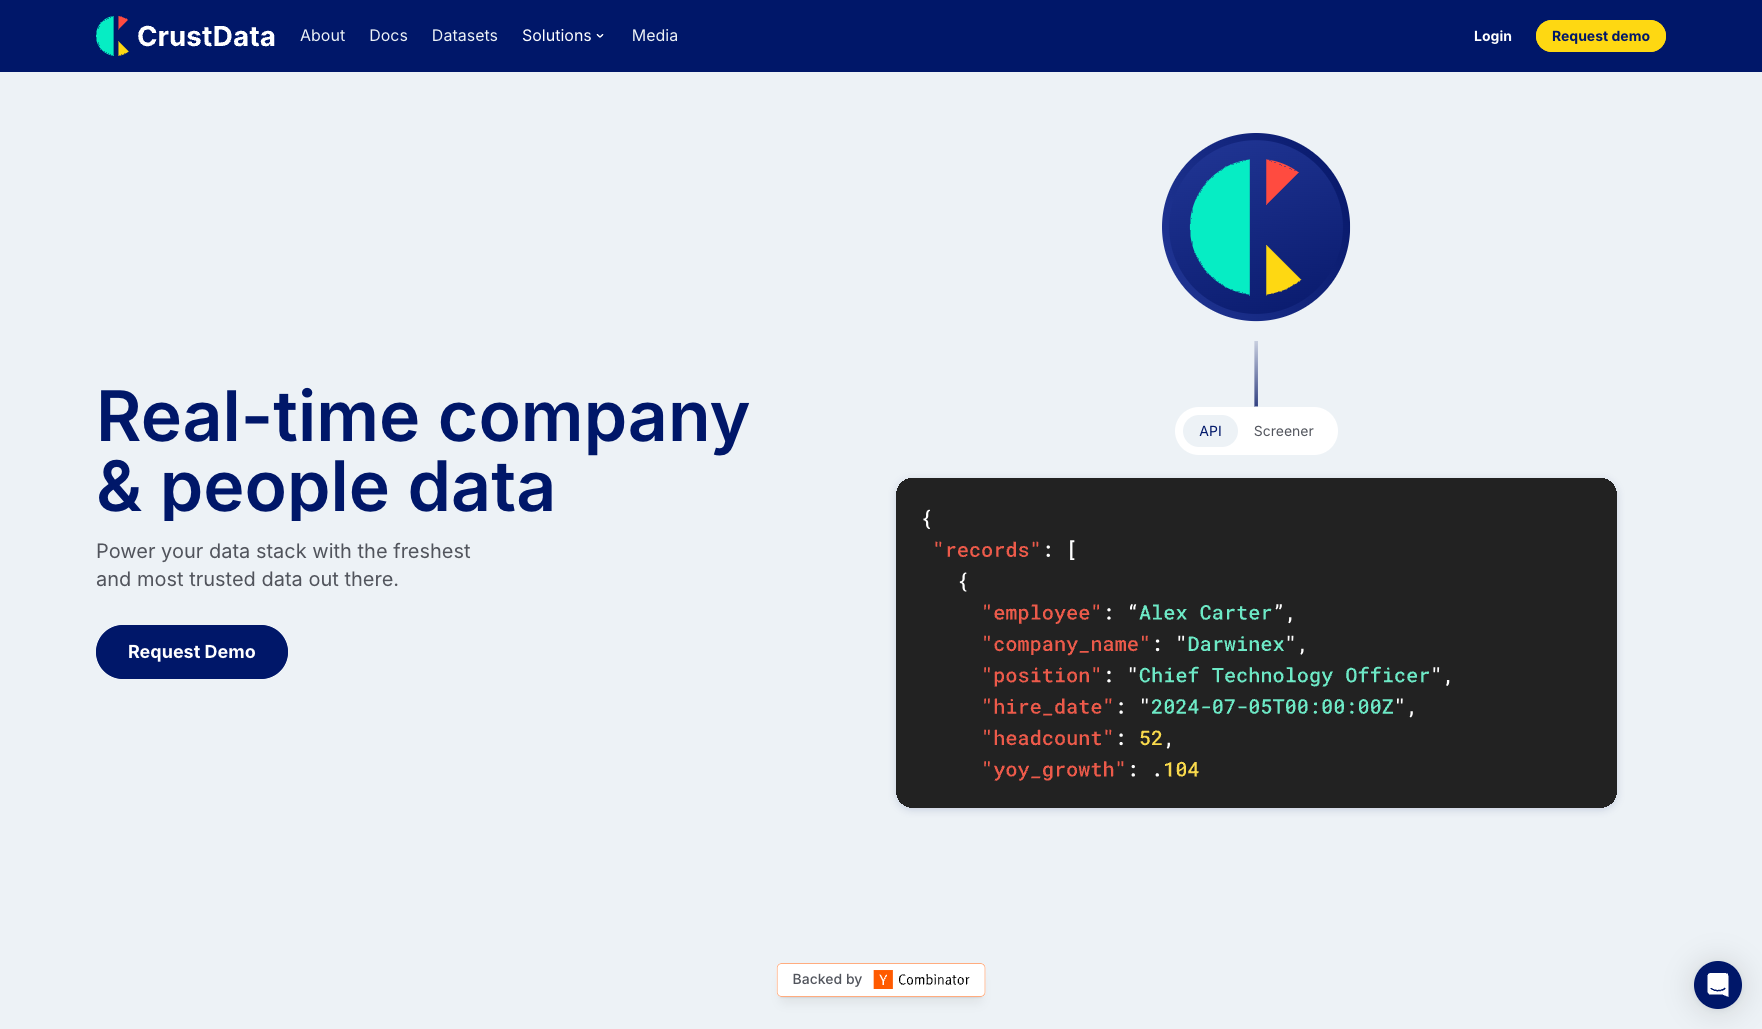 CrustData
About
Docs
Datasets
Solutions
Media
Login
Request demo
Real-time company
& people data
Power your data stack with the freshest
and most trusted data out there.
Request Demo
API
Screener
{
"records": [
{
"employee": “Alex Carter”,
"company_name": "Darwinex",
"position": "Chief Technology Officer",
"hire_date": "2024-07-05T00:00:00Z",
"headcount": 52,
"yoy_growth": .104
Backed by Y Combinator